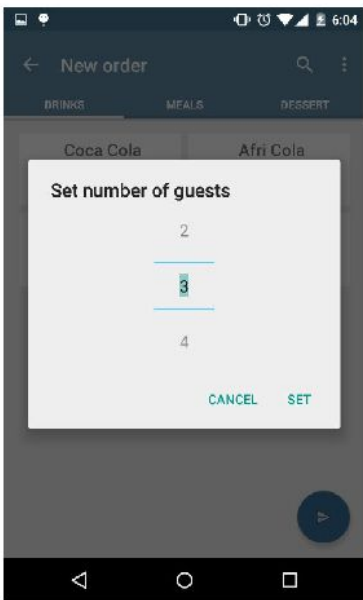 6:04
New order
DRINKS MEALS DESSERT
Coca Cola Afri Cola
Set number of guests
2
3
4
CANCEL SET